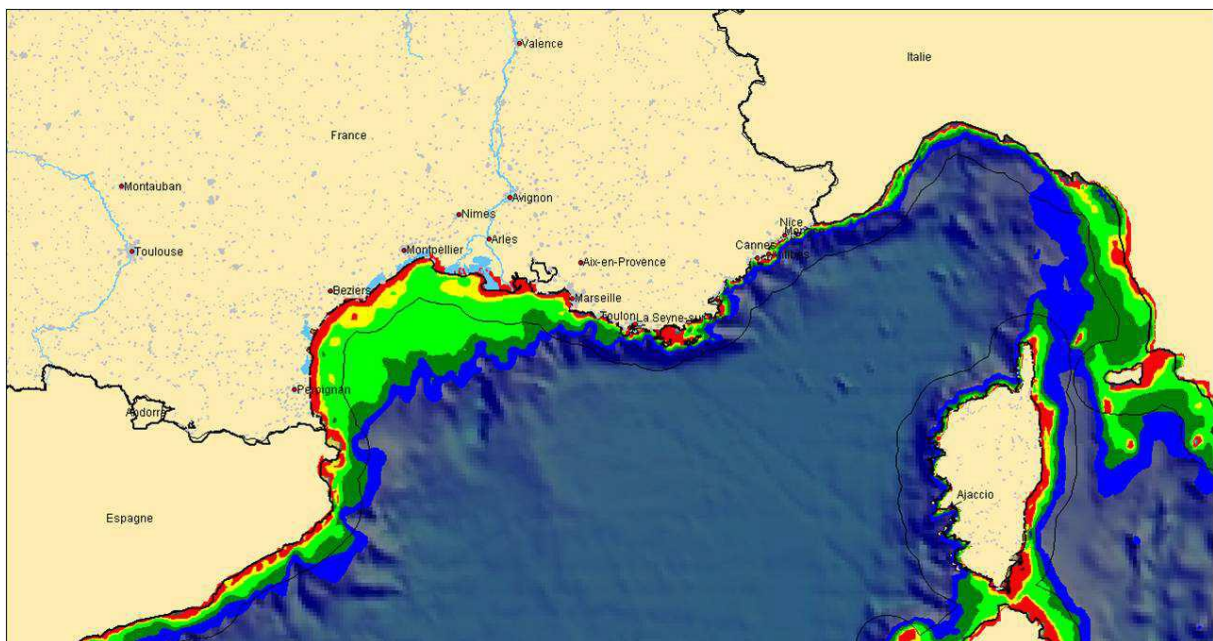 Valence
Italie
France
Montauban
Avignon
Nimes
Arles
Toulouse
Montpellier
Nice
Cannes
Aix-en-Provence
Beziers
Marseille
Toulon
La Seyne-sur
Perpignan
Andorra
Ajaccio
Espagne